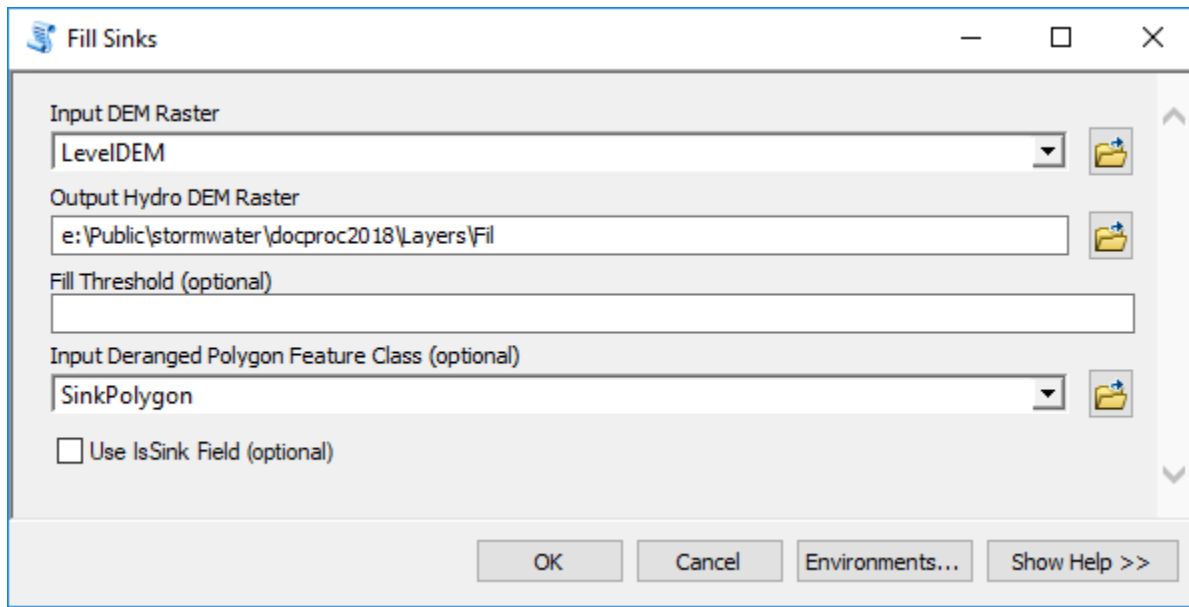 Fill Sinks
Input DEM Raster
LevelDEM
Output Hydro DEM Raster
e:\Public\stormwater\docproc2018\Layers\Fil
Fill Threshold (optional)
Input Deranged Polygon Feature Class (optional)
SinkPolygon
Use IsSink Field (optional)
OK Cancel Environments... Show Help >>